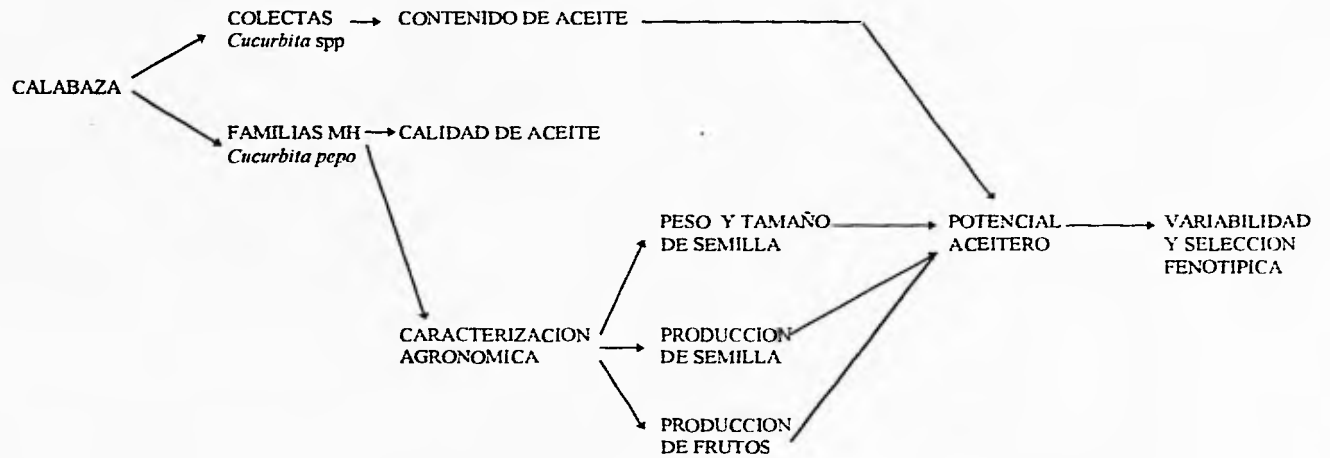 COLECTAS
Cucurbita spp
CONTENIDO DE ACEITE
CALABAZA
FAMILIAS MH
Cucurbita pepo
CALIDAD DE ACEITE
PESO Y TAMAÑO
DE SEMILLA
POTENCIAL
ACEITERO
VARIABILIDAD
Y SELECCION
FENOTIPICA
CARACTERIZACION
AGRONOMICA
PRODUCCION
DE SEMILLA
PRODUCCION
DE FRUTOS